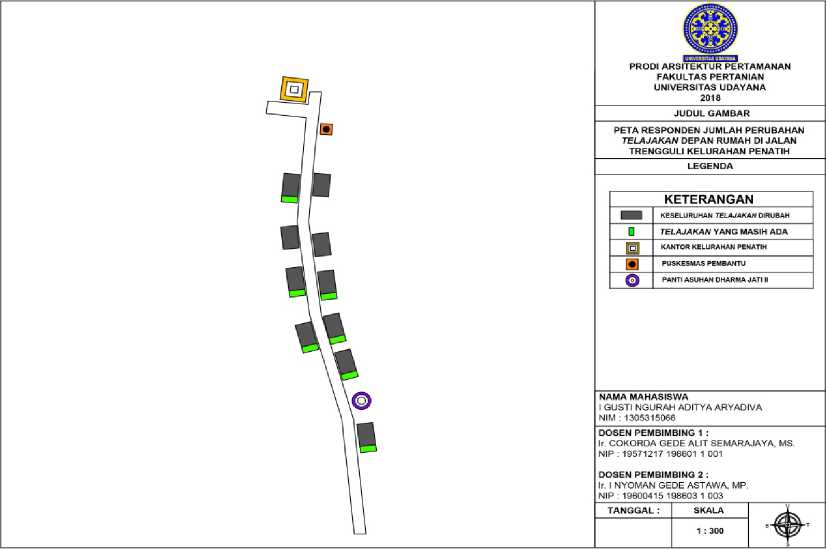 UNIVERSITAS UDAYANA
PRODI ARSITEKTUR PERTAMANAN
FAKULTAS PERTANIAN
UNIVERSITAS UDAYANA
2018
JUDUL GAMBAR
PETA RESPONDEN JUMLAH PERUBAHAN
TELAJAKAN DEPAN RUMAH DI JALAN
TRENGGULI KELURAHAN PENATIH
LEGENDA
KETERANGAN
KESELURUHAN TELAJAKAN DIRUBAH
TELAJAKAN YANG MASIH ADA
KANTOR KELURAHAN PENATIH
PUSKESMAS PEMBANTU
PANTI ASUHAN DHARMA JATI II
NAMA MAHASISWA
I GUSTI NGURAH ADITYA ARYADIVA
NIM : 1305315066
DOSEN PEMBIMBING 1 :
Ir. COKORDA GEDE ALIT SEMARAJAYA, MS.
NIP : 19571217 198601 1 001
DOSEN PEMBIMBING 2 :
Ir. I NYOMAN GEDE ASTAWA, MP.
NIP : 19600415 198603 1 003
TANGGAL : SKALA
1 : 300